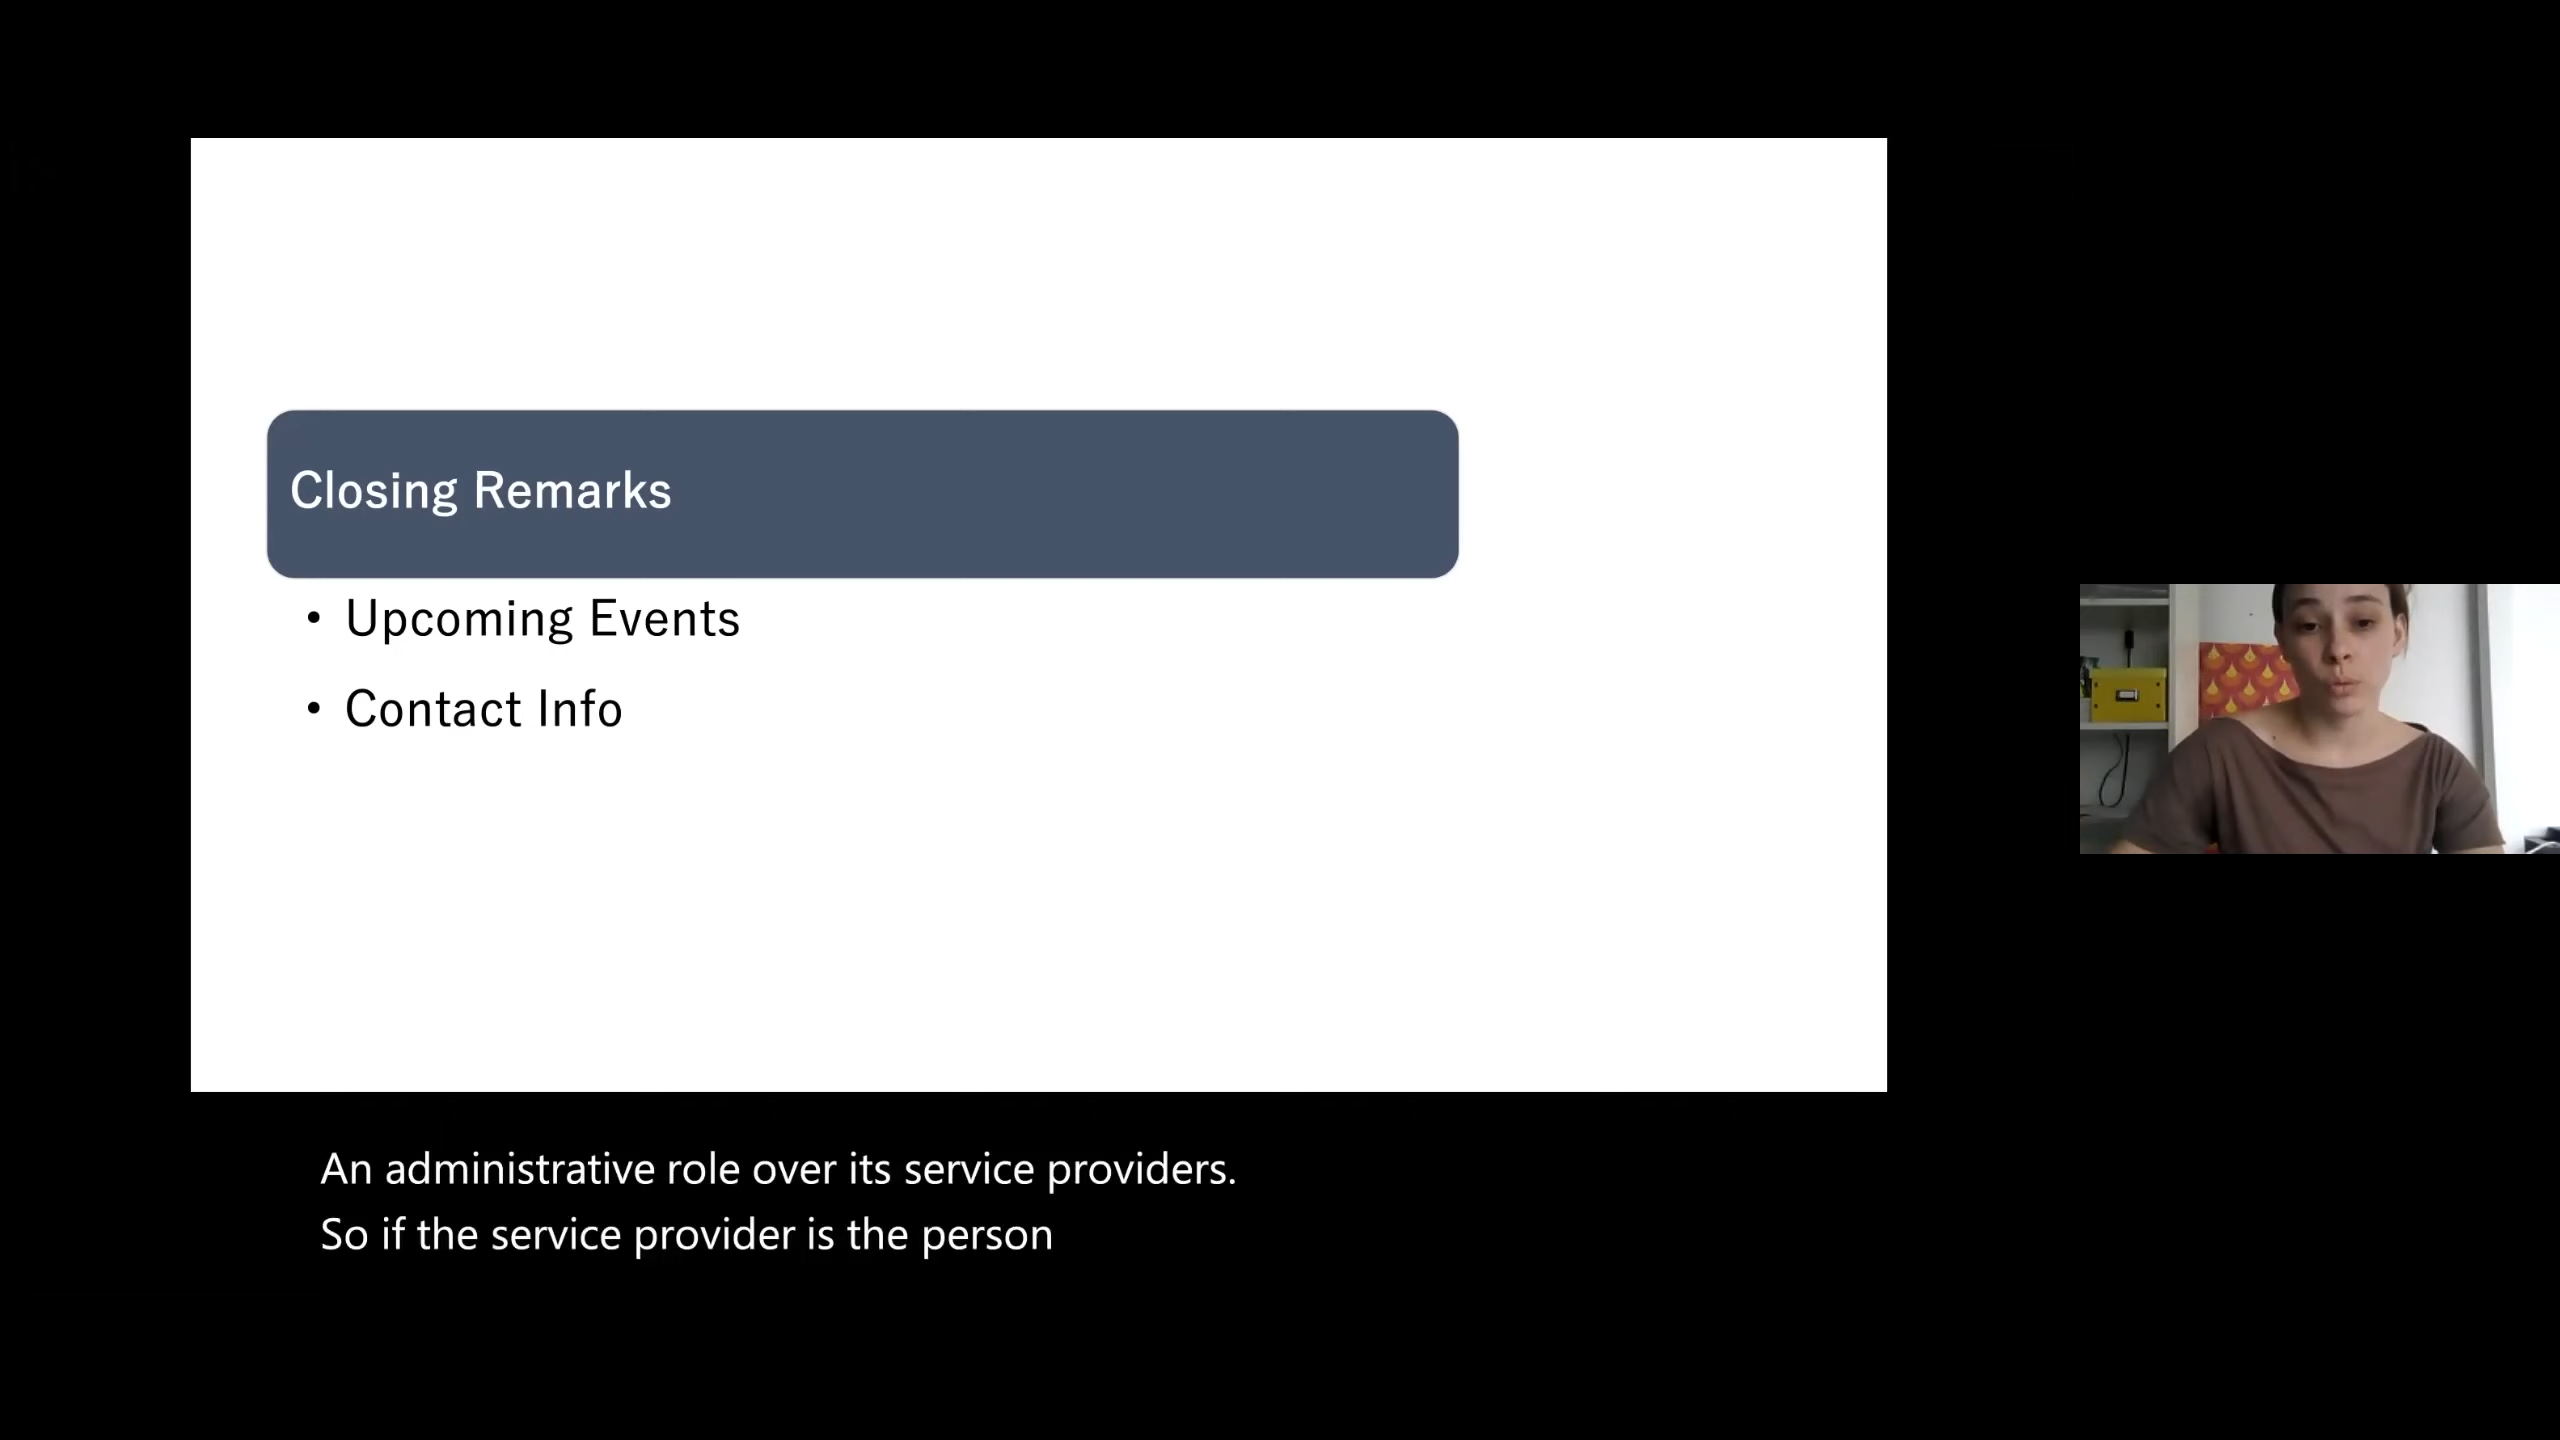 Closing Remarks
• Upcoming Events
• Contact Info
An administrative role over its service providers.
So if the service provider is the person